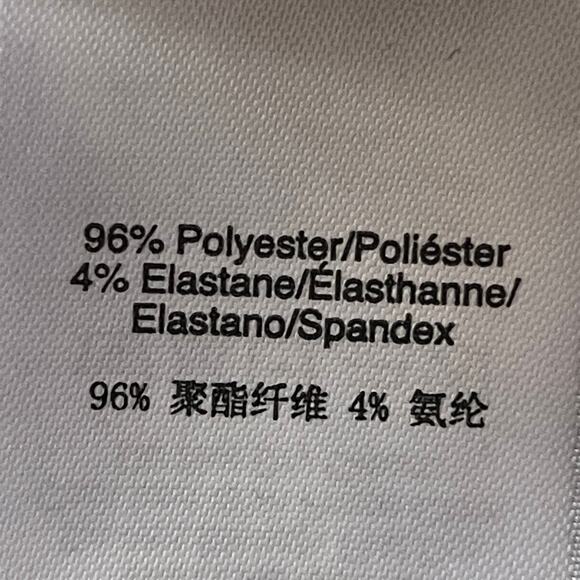 96% Polyester/Poliéster
4% Elastane/Élasthanne/
Elastano/Spandex
96% 聚酯纤维 4% 氨纶